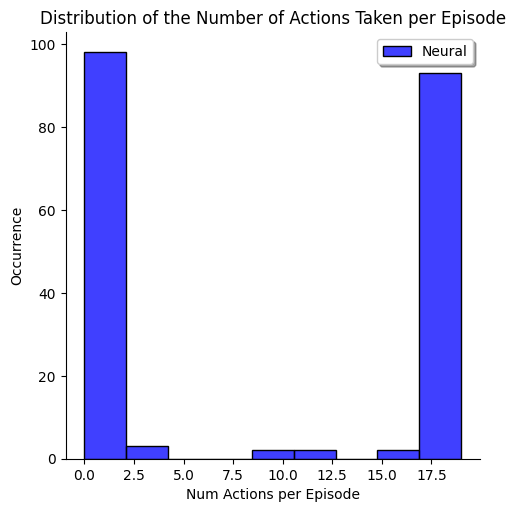 Distribution of the Number of Actions Taken per Episode
Neural
100
80
60
40
20
0
Occurrence
0.0 2.5 5.0 7.5 10.0 12.5 15.0 17.5
Num Actions per Episode